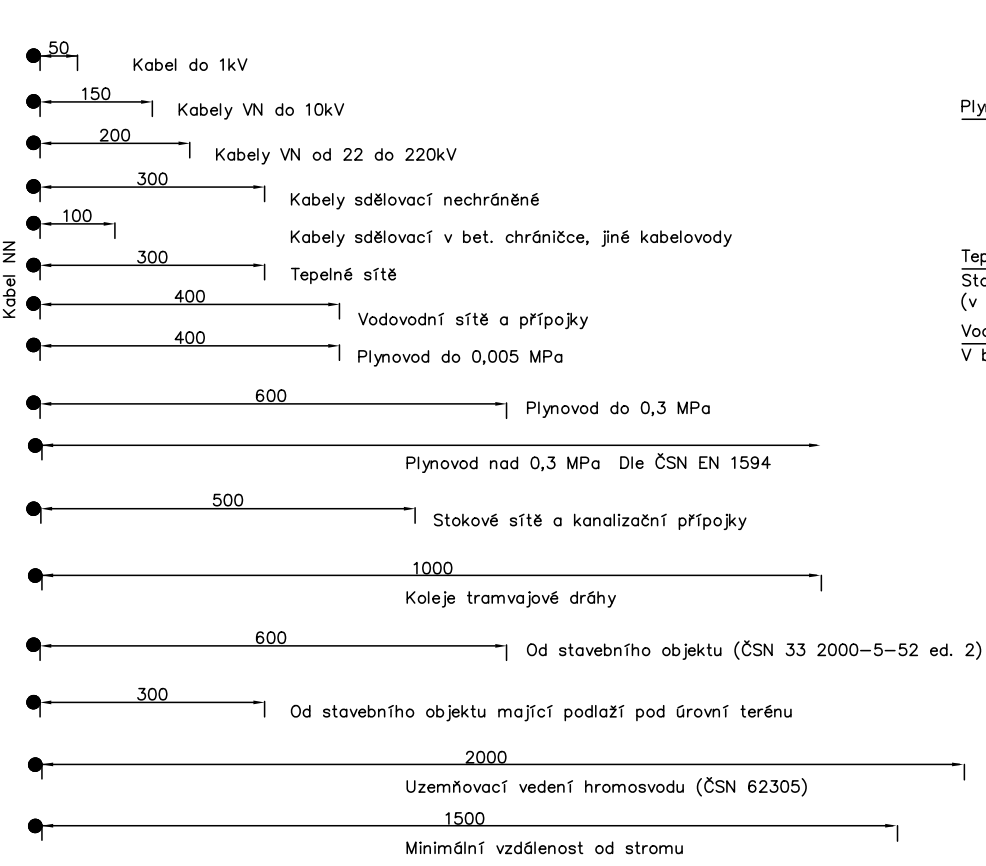 50
Kabel do 1kV
150
Kabely VN do 10kV
200
Kabely VN od 22 do 220kV
300
Kabely sdělovací nechráněné
100
Kabely sdělovací v bet. chráničce, jiné kabelovody
Kabel NN
300
Tepelné sítě
400
Vodovodní sítě a přípojky
400
Plynovod do 0,005 MPa
600
Plynovod do 0,3 MPa
Plynovod nad 0,3 MPa Dle ČSN EN 1594
500
Stokové sítě a kanalizační přípojky
1000
Koleje tramvajové dráhy
600
Od stavebního objektu (ČSN 33 2000-5-52 ed. 2)
300
Od stavebního objektu mající podlaží pod úrovní terénu
2000
Uzemňovací vedení hromosvodu (ČSN 62305)
1500
Minimální vzdálenost od stromu
(v
V